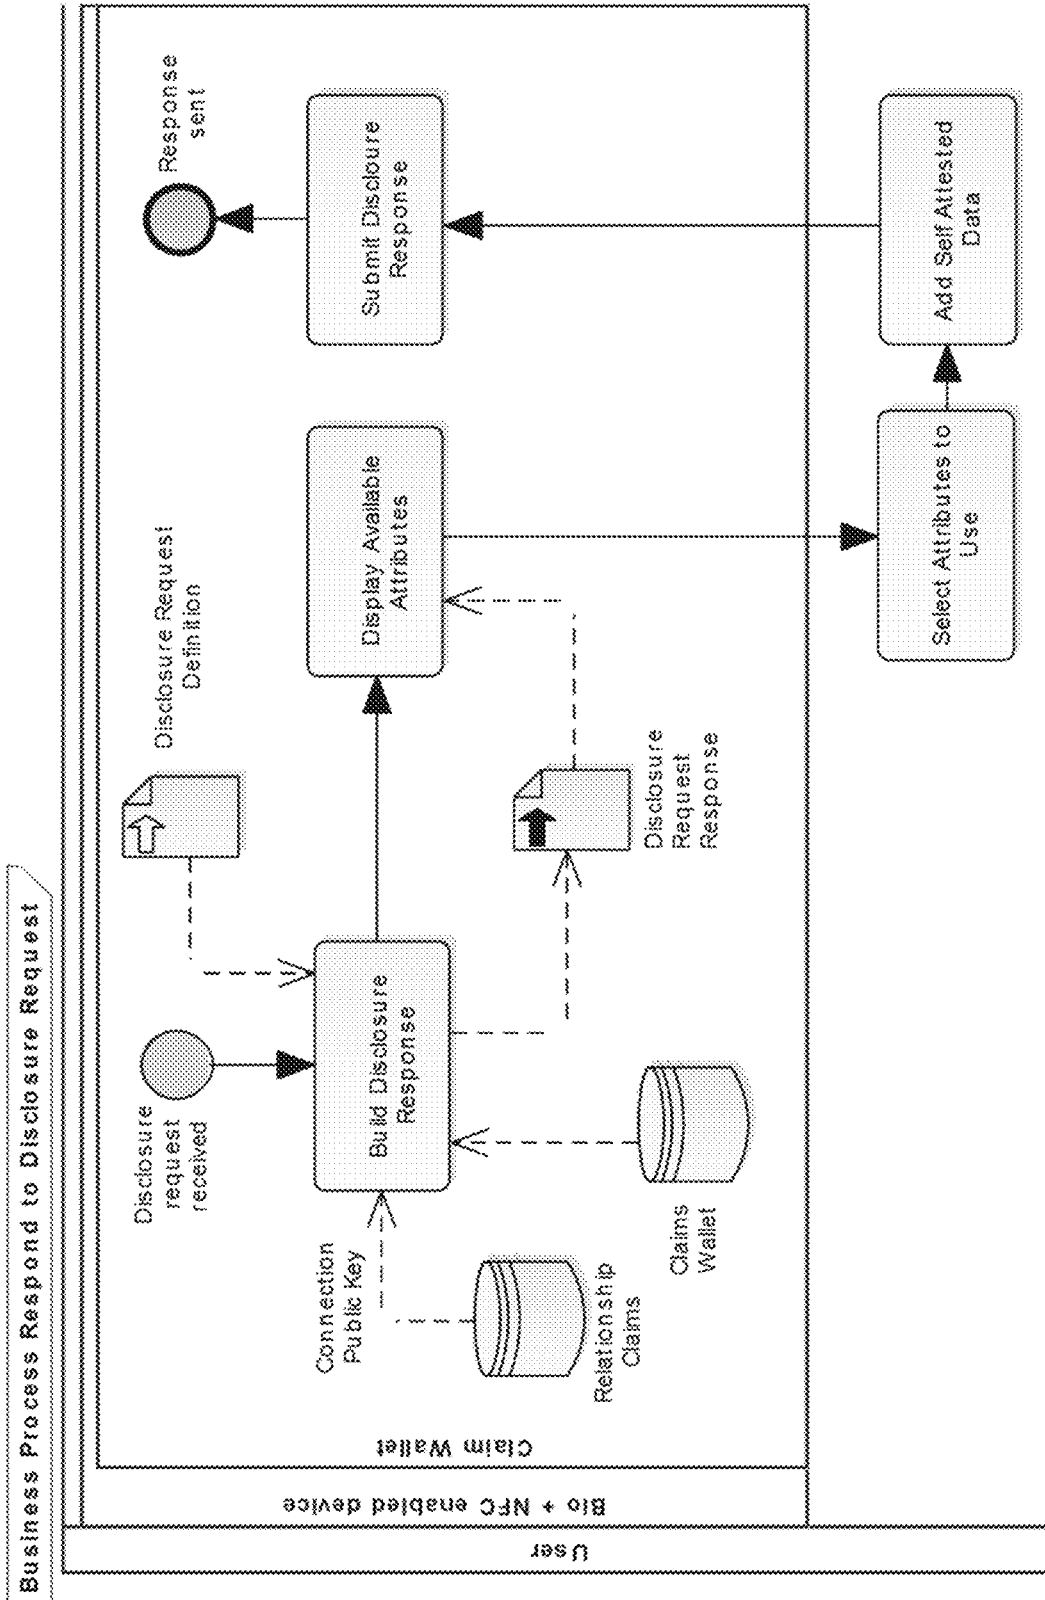 Business Process Respond to Disclosure Request
User
Bio + NFC enabled device
Claim Wallet
Disclosure
request
received
Disclosure Request
Definition
Response
sent
Connection
Public Key
Build Disclosure
Response
Display Available
Attributes
Submit Disclcure
Response
Relationship
Claims
Claims
Wallet
Disclosure
Request
Response
Select Attributes to
Use
Add Self Attested
Data